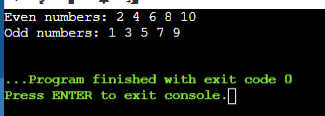 Even numbers: 2 4 6 8 10
Odd numbers: 1 3 5 7 9
...Program finished with exit code 0
Press ENTER to exit console.